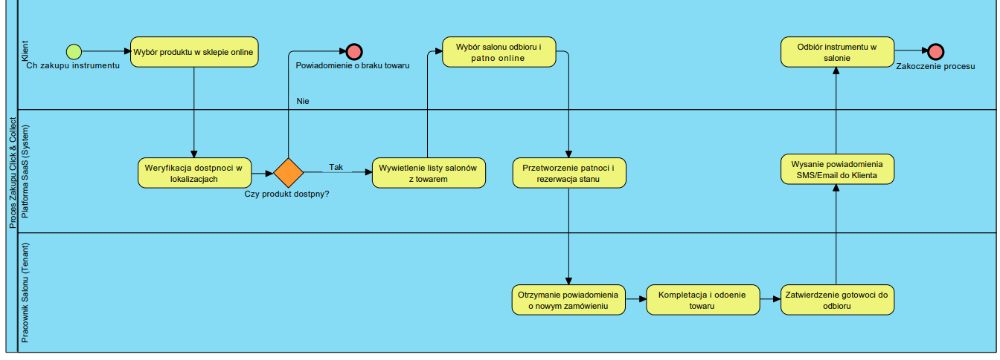 Proces Zakupu Click & Collect
Klient
Ch zakupu instrumentu
Wybór produktu w sklepie online
Powiadomienie o braku towaru
Nie
Wybór salonu odbioru i
patno online
Odbiór instrumentu w
salonie
Zakoczenie procesu
Platforma SaaS (System)
Weryfikacja dostpnoci w
lokalizacjach
Czy produkt dostpny?
Tak
Wywietlenie listy salonów
z towarem
Przetworzenie patnoci i
rezerwacja stanu
Wysanie powiadomienia
SMS/Email do Klienta
Pracownik Salonu (Tenant)
Otrzymanie powiadomienia
o nowym zamówieniu
Kompletacja i odoenie
towaru
Zatwierdzenie gotowoci do
odbioru